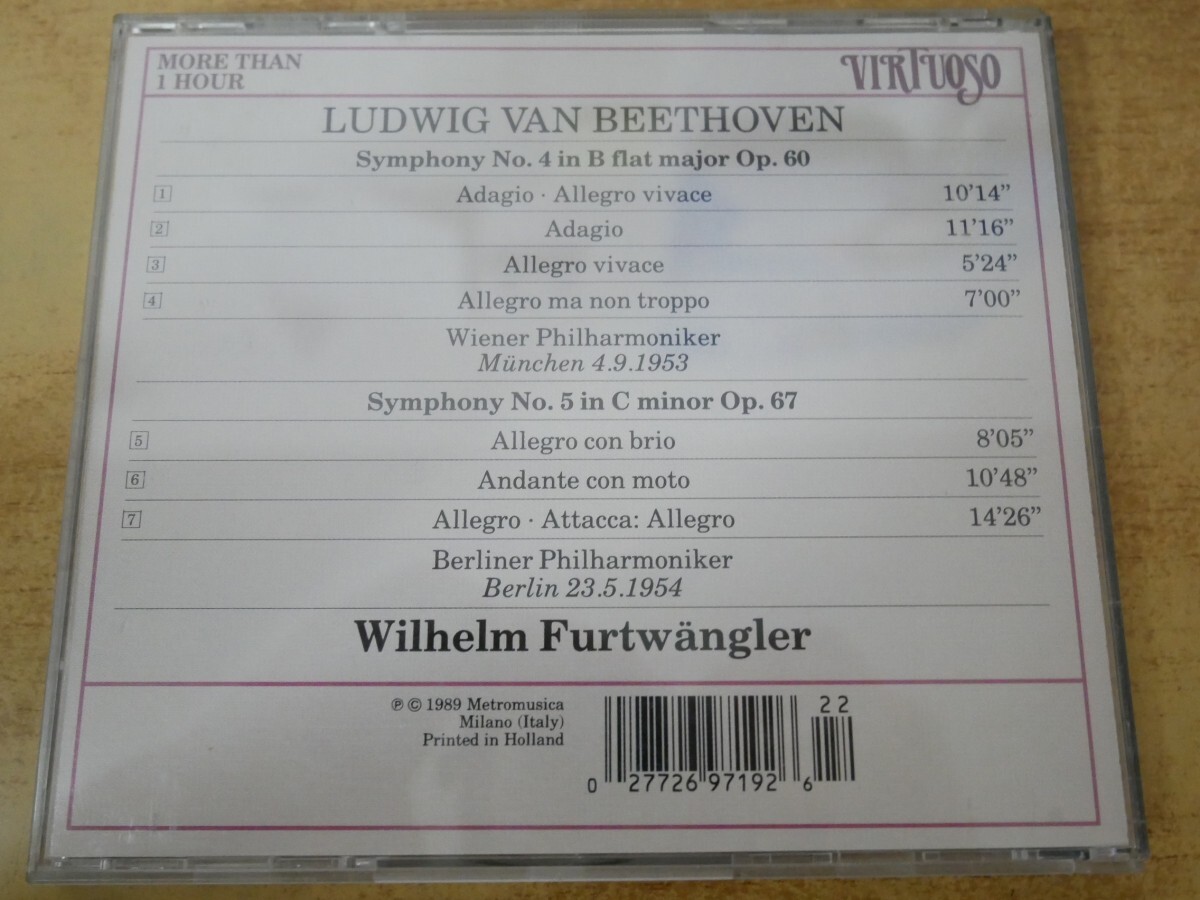 MORE THAN
1 HOUR
VIRTUOSO
LUDWIG VAN BEETHOVEN
Symphony No. 4 in B flat major Op. 60
1 Adagio · Allegro vivace 10’14”
2 Adagio 11’16”
3 Allegro vivace 5’24”
4 Allegro ma non troppo 7’00”
Wiener Philharmoniker
München 4.9.1953
Symphony No. 5 in C minor Op. 67
5 Allegro con brio 8’05”
6 Andante con moto 10’48”
7 Allegro · Attacca: Allegro 14’26”
Berliner Philharmoniker
Berlin 23.5.1954
Wilhelm Furtwängler
℗ © 1989 Metromusica
Milano (Italy)
Printed in Holland
22
0 27726 97192 6